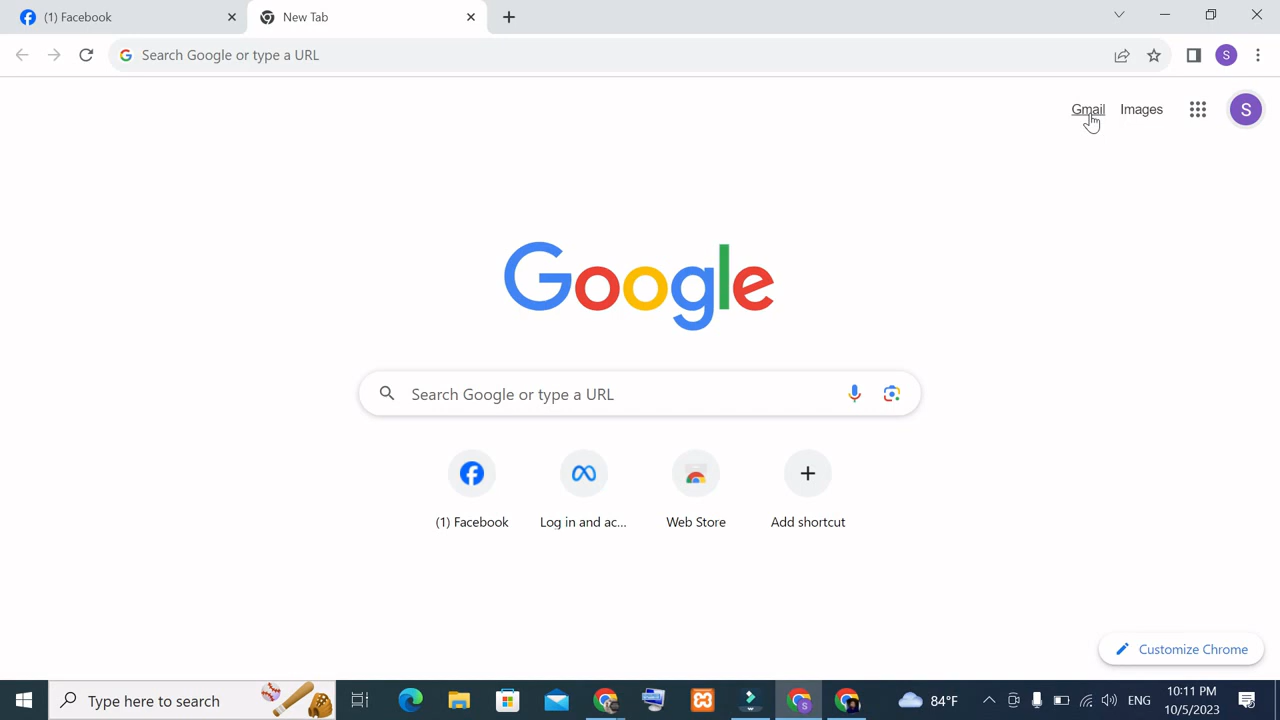 (1) Facebook
New Tab
Search Google or type a URL
S
Gmail Images S
Google
Search Google or type a URL
(1) Facebook Log in and ac... Web Store Add shortcut
Customize Chrome
Type here to search
S
84°F
ENG
10:11 PM
10/5/2023